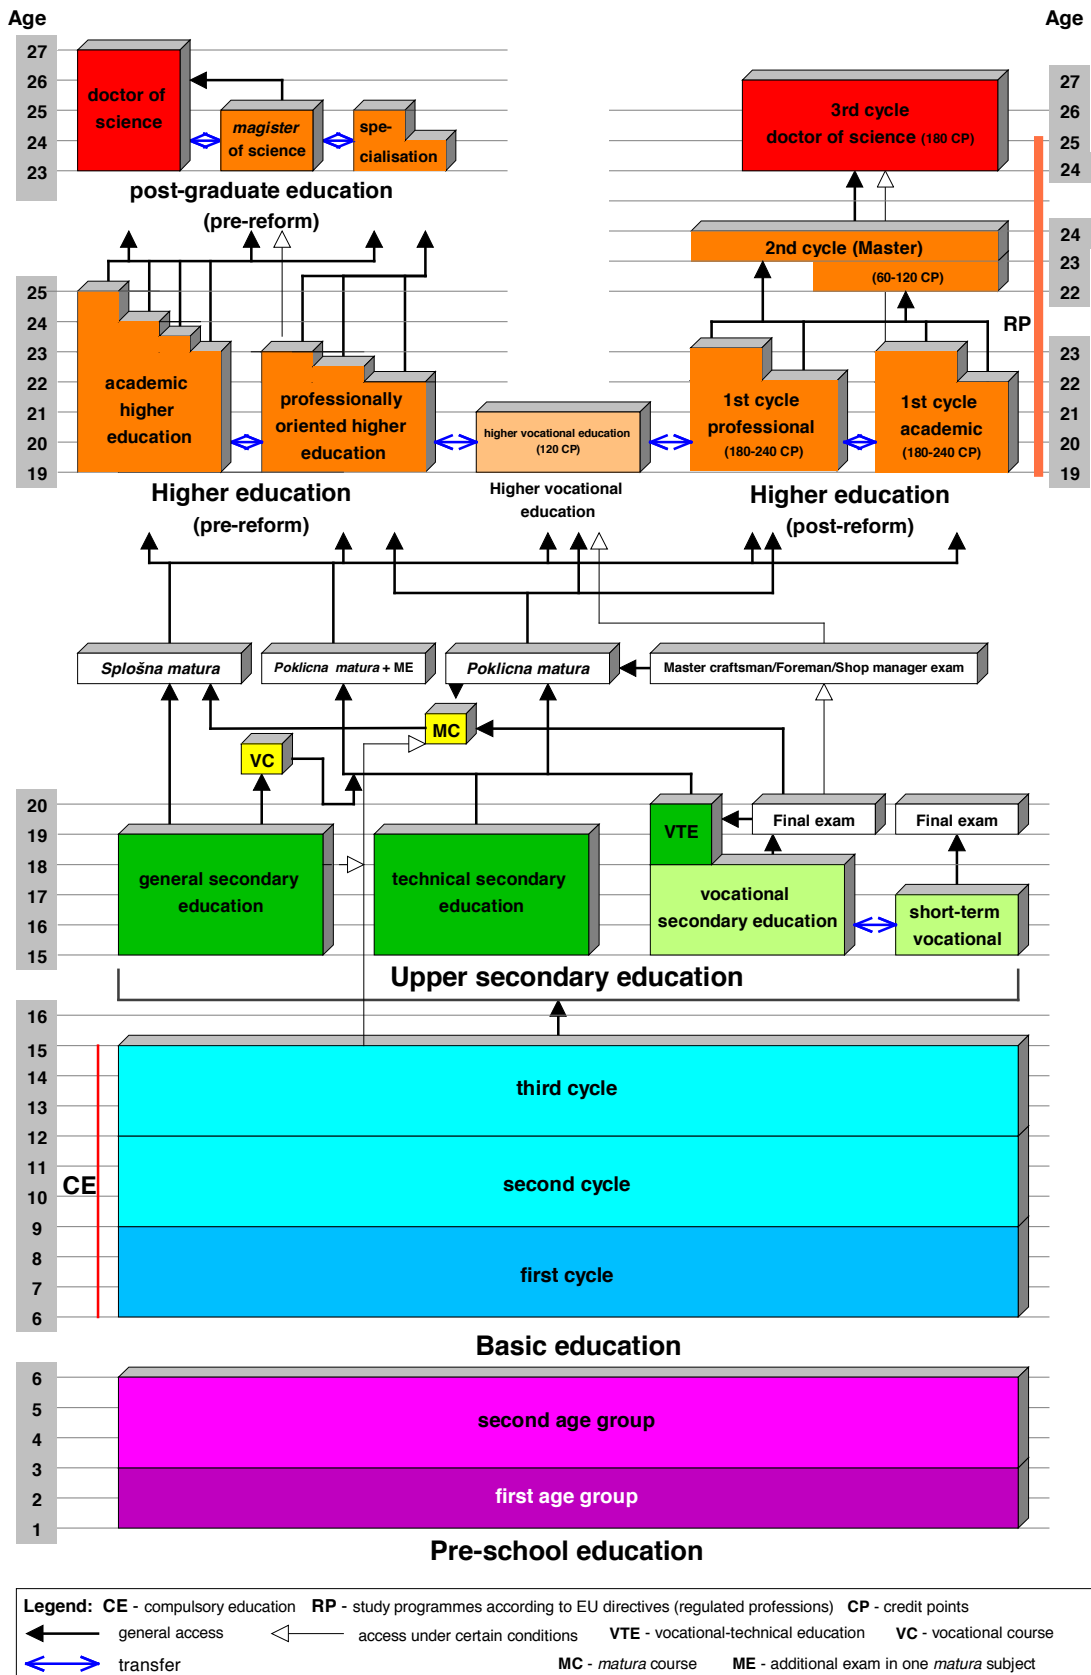 Age
Age
27
26
25
24
23
doctor of
science
magister
of science
spe-
cialisation
post-graduate education
(pre-reform)
27
26
25
24
3rd cycle
doctor of science (180 CP)
24
23
22
2nd cycle (Master)
(60-120 CP)
RP
25
24
23
22
21
20
19
academic
higher
education
professionally
oriented higher
education
higher vocational education
(120 CP)
1st cycle
professional
(180-240 CP)
1st cycle
academic
(180-240 CP)
23
22
21
20
19
Higher education
(pre-reform)
Higher vocational
education
Higher education
(post-reform)
Splošna matura
Poklicna matura + ME
Poklicna matura
Master craftsman/Foreman/Shop manager exam
MC
VC
20
19
18
17
16
15
general secondary
education
technical secondary
education
VTE
Final exam
Final exam
vocational
secondary education
short-term
vocational
Upper secondary education
16
15
14
13
12
11
10
9
8
7
6
CE
third cycle
second cycle
first cycle
Basic education
6
5
4
3
2
1
second age group
first age group
Pre-school education
Legend: CE - compulsory education RP - study programmes according to EU directives (regulated professions) CP - credit points
general access access under certain conditions VTE - vocational-technical education VC - vocational course
transfer MC - matura course ME - additional exam in one matura subject